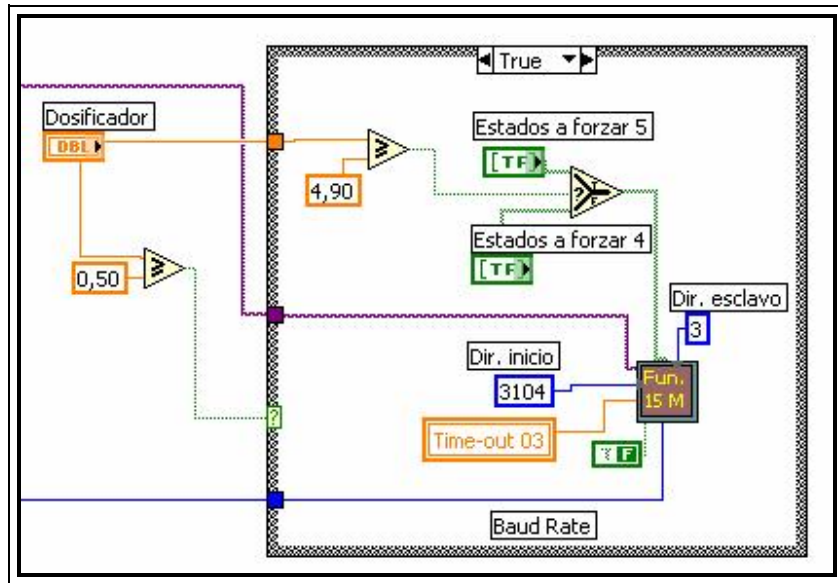 True
Dosificador
DBL
Estados a forzar 5
[TF]
4,90
?
T
F
Estados a forzar 4
[TF]
0,50
Dir. esclavo
3
Dir. inicio
3104
Fun.
15 M
?
Time-out 03
F
Baud Rate